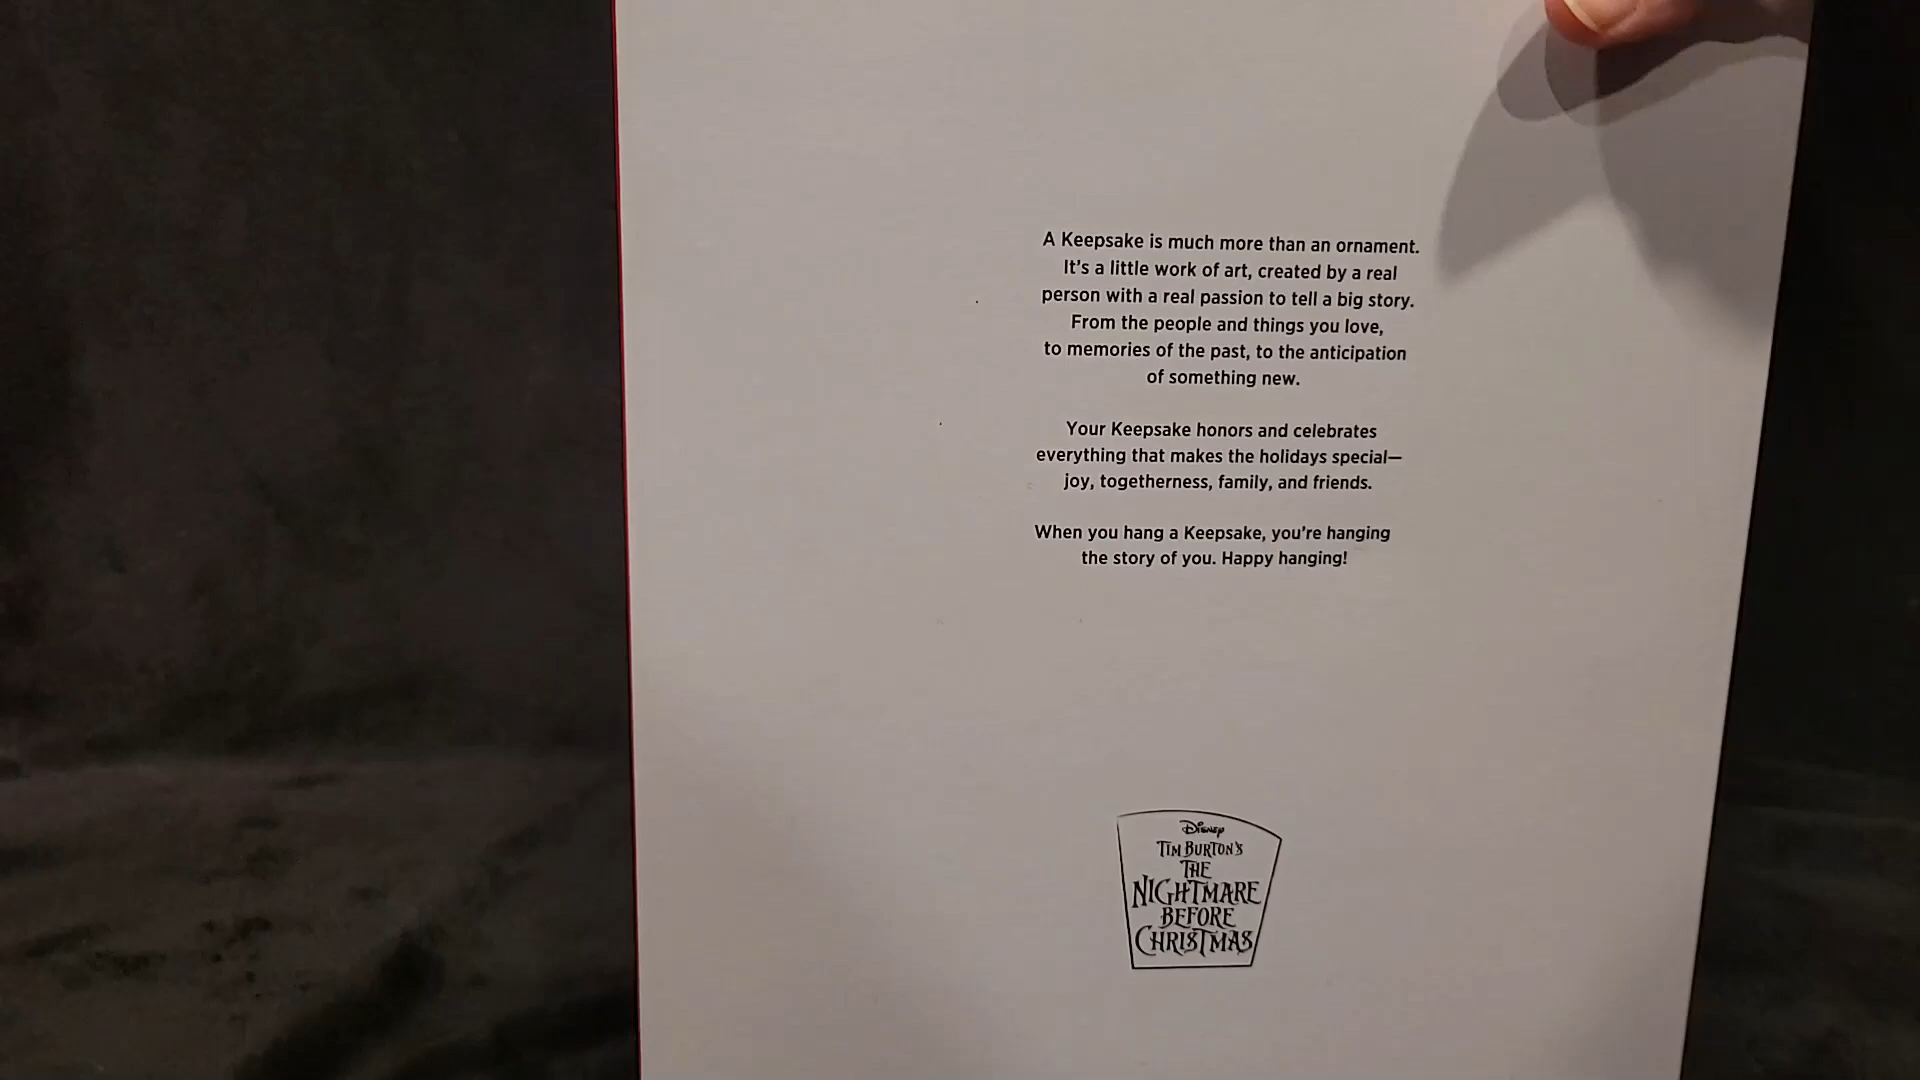 A Keepsake is much more than an ornament.
It's a little work of art, created by a real
person with a real passion to tell a big story.
From the people and things you love,
to memories of the past, to the anticipation
of something new.
Your Keepsake honors and celebrates
everything that makes the holidays special—
joy, togetherness, family, and friends.
When you hang a Keepsake, you're hanging
the story of you. Happy hanging!
Disney
TIM BURTON'S
THE
NIGHTMARE
BEFORE
CHRISTMAS